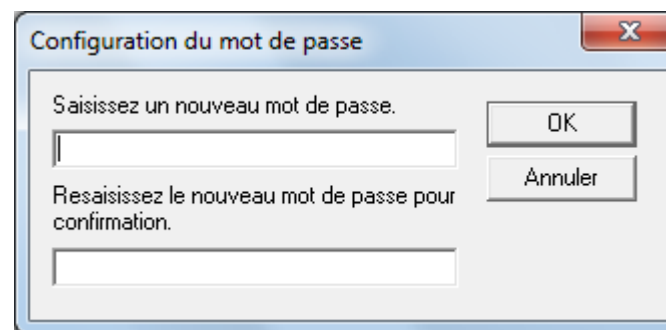 Configuration du mot de passe
Saisissez un nouveau mot de passe.
OK
Annuler
Resaisissez le nouveau mot de passe pour
confirmation.